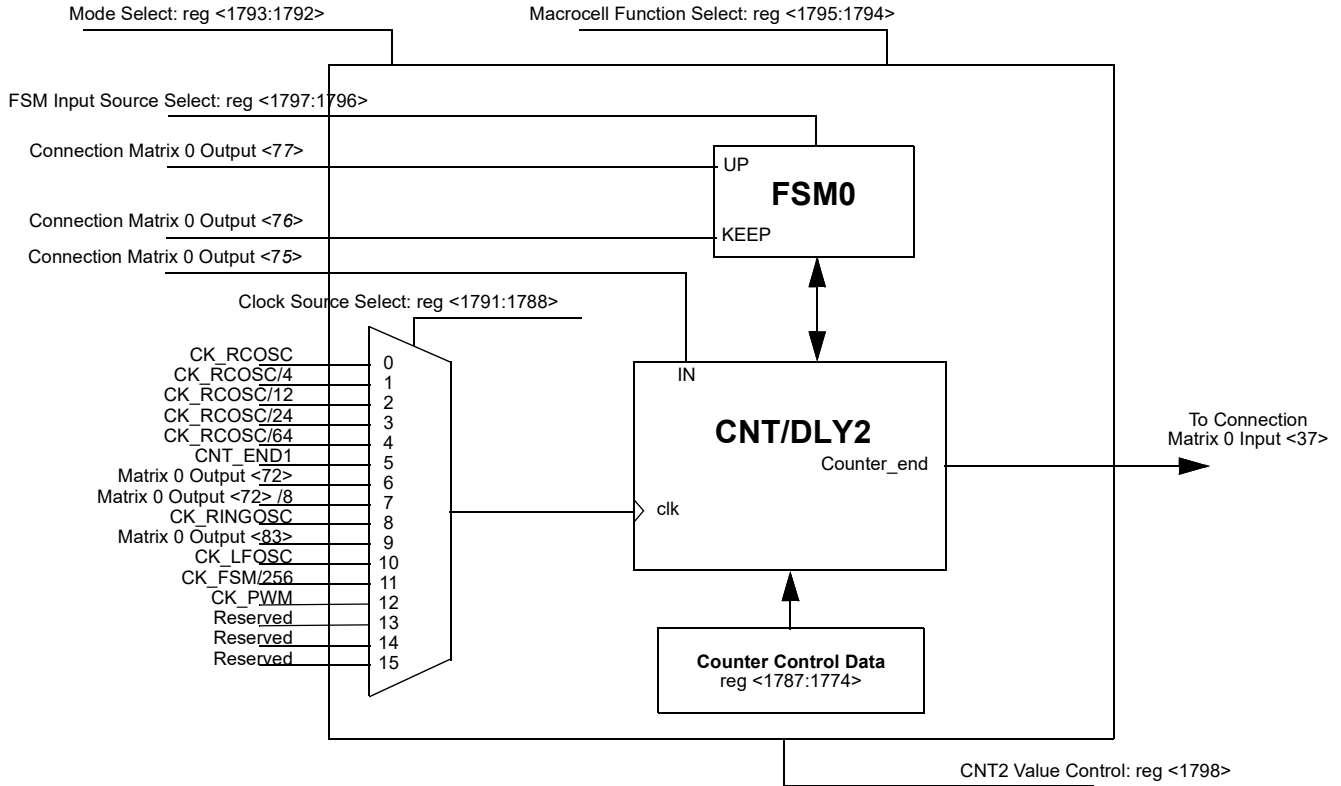 Mode Select: reg <1793:1792>
Macrocell Function Select: reg <1795:1794>
FSM Input Source Select: reg <1797:1796>
Connection Matrix 0 Output <77>
UP
FSM0
Connection Matrix 0 Output <76>
KEEP
Connection Matrix 0 Output <75>
Clock Source Select: reg <1791:1788>
CK_RCOSC 0
CK_RCOSC/4 1
CK_RCOSC/12 2
CK_RCOSC/24 3
CK_RCOSC/64 4
CNT_END1 5
Matrix 0 Output <72> 6
Matrix 0 Output <72> /8 7
CK_RINGOSC 8
Matrix 0 Output <83> 9
CK_LFOSC 10
CK_FSM/256 11
CK_PWM 12
Reserved 13
Reserved 14
Reserved 15
IN
CNT/DLY2
Counter_end
clk
To Connection
Matrix 0 Input <37>
Counter Control Data
reg <1787:1774>
CNT2 Value Control: reg <1798>